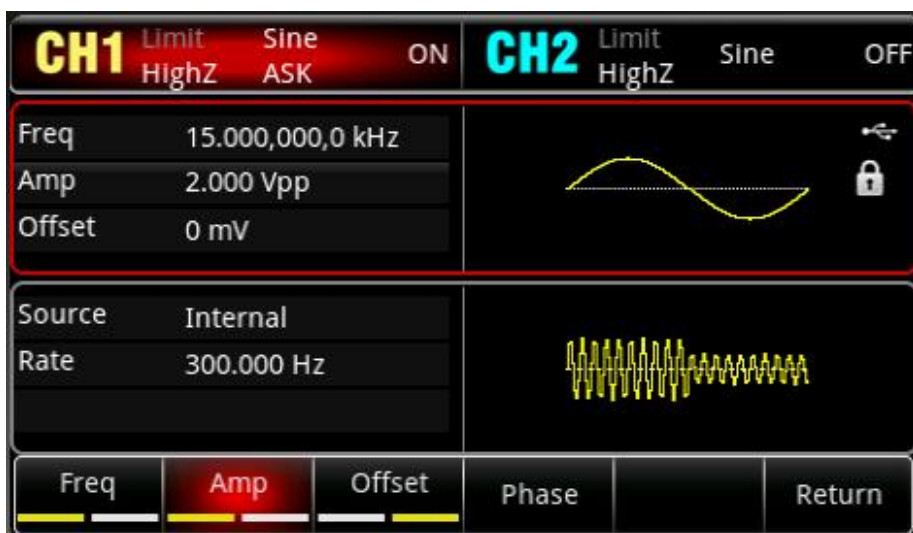 CH1 Limit Sine ON CH2 Limit Sine OFF
HighZ ASK HighZ
Freq 15.000,000,0 kHz
Amp 2.000 Vpp
Offset 0 mV
Source Internal
Rate 300.000 Hz
Freq Amp Offset Phase Return